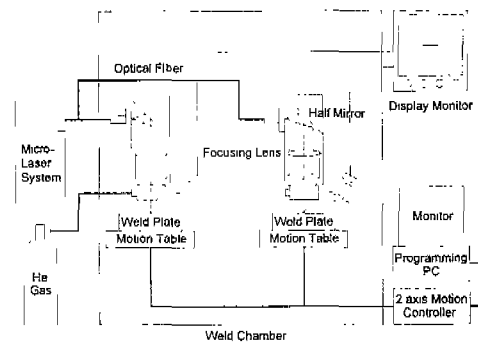 Optical Fiber
Half Mirror
Display Monitor
Micro-
Laser
System
Focusing Lens
Weld Plate
Motion Table
Weld Plate
Motion Table
Monitor
He
Gas
Programming
PC
2 axis Motion
Controller
Weld Chamber